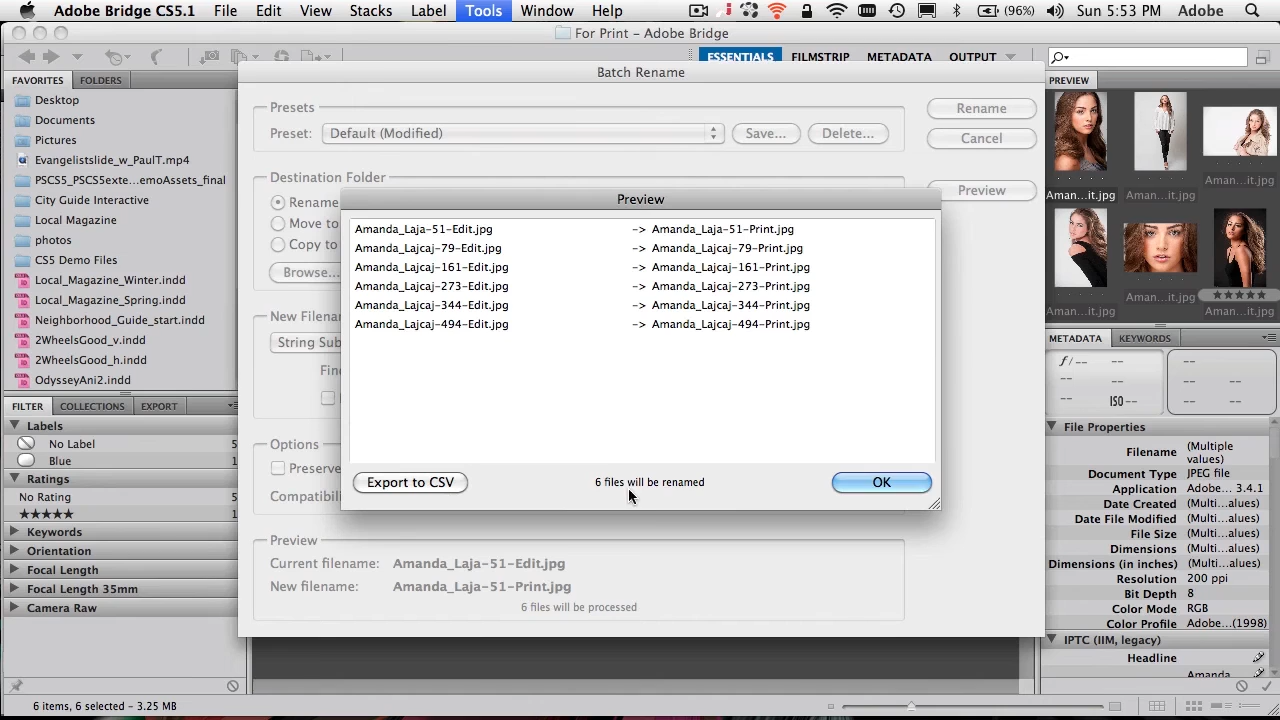 Adobe Bridge CS5.1 File Edit View Stacks Label Tools Window Help (96%) Sun 5:53 PM Adobe
For Print – Adobe Bridge
ESSENTIALS FILMSTRIP METADATA OUTPUT
FAVORITES FOLDERS
Desktop
Documents
Pictures
Evangelistslide_w_PaulT.mp4
PSCS5_PSCS5exte...emoAssets_final
City Guide Interactive
Local Magazine
photos
CS5 Demo Files
Local_Magazine_Winter.indd
Local_Magazine_Spring.indd
Neighborhood_Guide_start.indd
2WheelsGood_v.indd
2WheelsGood_h.indd
OdysseyAni2.indd
FILTER COLLECTIONS EXPORT
Labels
No Label 5
Blue 1
Ratings
No Rating 5
★★★★★ 1
Keywords
Orientation
Focal Length
Focal Length 35mm
Camera Raw
6 items, 6 selected – 3.25 MB
Batch Rename
Presets
Preset: Default (Modified) Save... Delete...
Rename
Cancel
Preview
Destination Folder
Rename
Move to
Copy to
Browse...
New Filenam
String Sub
Fin
Options
Preserve
Compatibi
Preview
Amanda_Laja-51-Edit.jpg -> Amanda_Laja-51-Print.jpg
Amanda_Lajcaj-79-Edit.jpg -> Amanda_Lajcaj-79-Print.jpg
Amanda_Lajcaj-161-Edit.jpg -> Amanda_Lajcaj-161-Print.jpg
Amanda_Lajcaj-273-Edit.jpg -> Amanda_Lajcaj-273-Print.jpg
Amanda_Lajcaj-344-Edit.jpg -> Amanda_Lajcaj-344-Print.jpg
Amanda_Lajcaj-494-Edit.jpg -> Amanda_Lajcaj-494-Print.jpg
Export to CSV 6 files will be renamed OK
Preview
Current filename: Amanda_Laja-51-Edit.jpg
New filename: Amanda_Laja-51-Print.jpg
6 files will be processed
PREVIEW
Aman...it.jpg Aman...it.jpg Aman...it.jpg
Aman...it.jpg Aman...it.jpg ★★★★★
Aman...it.jpg
METADATA KEYWORDS
f/-- -- --
-- -- -- --
-- ISO -- -- --
File Properties
Filename (Multiple values)
Document Type JPEG file
Application Adobe... 3.4.1
Date Created (Multi...alues)
Date File Modified (Multi...alues)
File Size (Multi...alues)
Dimensions (Multi...alues)
Dimensions (in inches) (Multi...alues)
Resolution 200 ppi
Bit Depth 8
Color Mode RGB
Color Profile Adobe...(1998)
IPTC (IIM, legacy)
Headline
Amanda